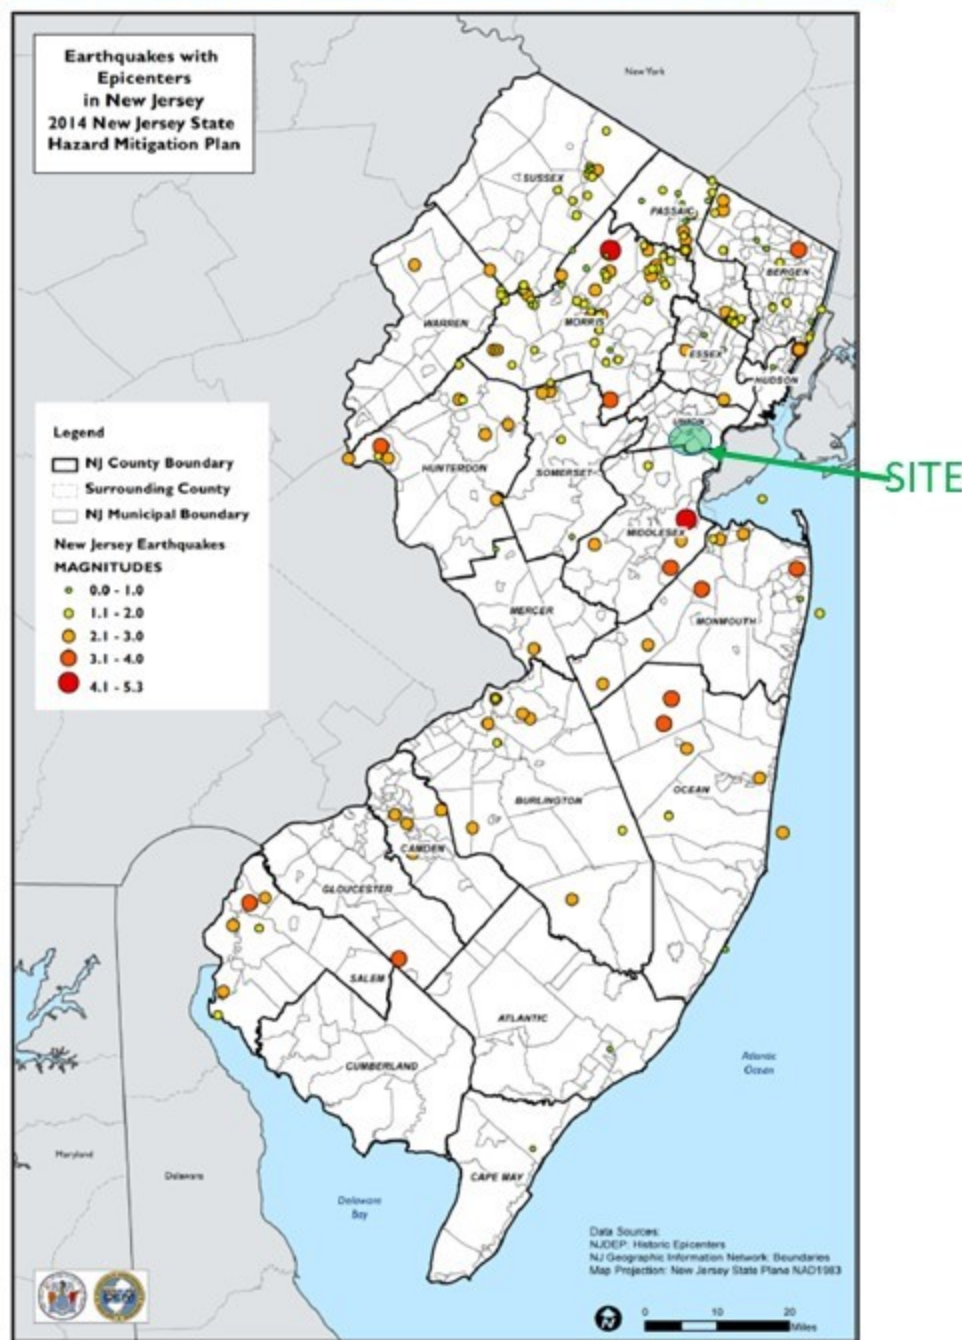 Earthquakes with
Epicenters
in New Jersey
2014 New Jersey State
Hazard Mitigation Plan
New York
SUSSEX
PASSAIC
BERGEN
WARREN
MORRIS
ESSEX
HUDSON
UNION
SITE
HUNTERDON
SOMERSET
MIDDLESEX
MERCER
MONMOUTH
Legend
NJ County Boundary
Surrounding County
NJ Municipal Boundary
New Jersey Earthquakes
MAGNITUDES
0.0 - 1.0
1.1 - 2.0
2.1 - 3.0
3.1 - 4.0
4.1 - 5.3
OCEAN
BURLINGTON
CAMDEN
GLOUCESTER
SALEM
ATLANTIC
CUMBERLAND
CAPE MAY
Atlantic
Ocean
Maryland
Delaware
Delaware
Bay
Data Sources:
NJDEP: Historic Epicenters
NJ Geographic Information Network: Boundaries
Map Projection: New Jersey State Plane NAD1983
N
0 10 20
Miles